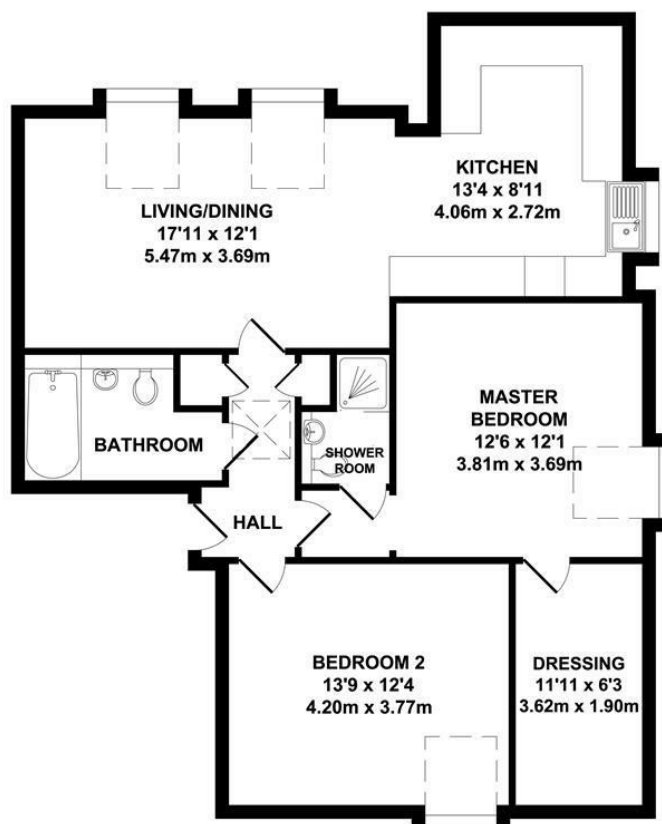 KITCHEN
13'4 x 8'11
4.06m x 2.72m
LIVING/DINING
17'11 x 12'1
5.47m x 3.69m
MASTER
BEDROOM
12'6 x 12'1
3.81m x 3.69m
BATHROOM
SHOWER
ROOM
HALL
BEDROOM 2
13'9 x 12'4
4.20m x 3.77m
DRESSING
11'11 x 6'3
3.62m x 1.90m